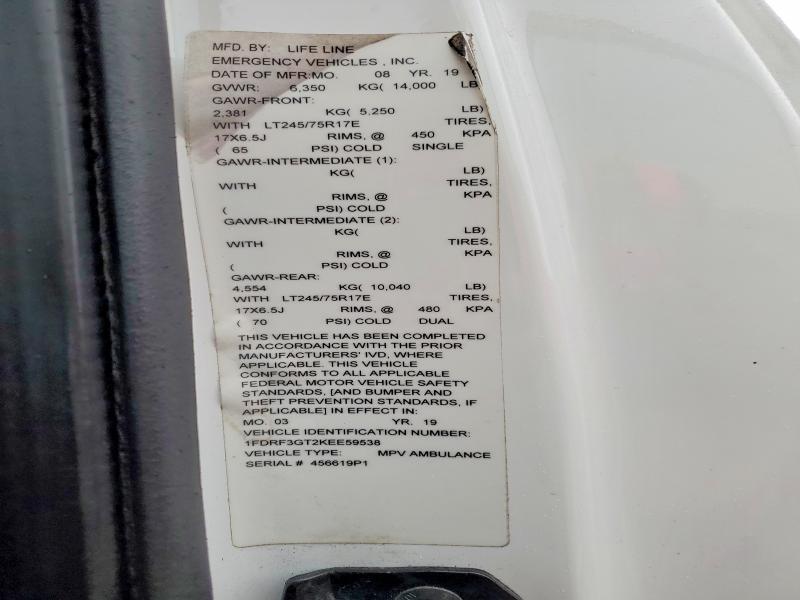 MFD. BY: LIFE LINE
EMERGENCY VEHICLES , INC.
DATE OF MFR:MO. 08 YR. 19
GVWR: 6,350 KG( 14,000 LB
GAWR-FRONT:
2,381 KG( 5,250 LB)
WITH LT245/75R17E TIRES,
17X6.5J RIMS, @ 450 KPA
( 65 PSI) COLD SINGLE
GAWR-INTERMEDIATE (1):
KG( LB)
WITH TIRES,
RIMS, @ KPA
( PSI) COLD
GAWR-INTERMEDIATE (2):
KG( LB)
WITH TIRES,
RIMS, @ KPA
( PSI) COLD
GAWR-REAR:
4,554 KG( 10,040 LB)
WITH LT245/75R17E TIRES,
17X6.5J RIMS, @ 480 KPA
( 70 PSI) COLD DUAL
THIS VEHICLE HAS BEEN COMPLETED
IN ACCORDANCE WITH THE PRIOR
MANUFACTURERS' IVD, WHERE
APPLICABLE. THIS VEHICLE
CONFORMS TO ALL APPLICABLE
FEDERAL MOTOR VEHICLE SAFETY
STANDARDS, [AND BUMPER AND
THEFT PREVENTION STANDARDS, IF
APPLICABLE] IN EFFECT IN:
MO. 03 YR. 19
VEHICLE IDENTIFICATION NUMBER:
1FDRF3GT2KEE59538
VEHICLE TYPE: MPV AMBULANCE
SERIAL # 456619P1